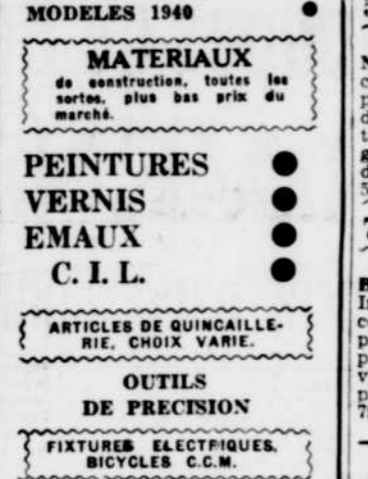 MODELES 1940 ●
MATERIAUX
de construction, toutes les
sortes, plus bas prix du
marché.
PEINTURES ●
VERNIS ●
EMAUX ●
C. I. L. ●
ARTICLES DE QUINCAILLE-
RIE, CHOIX VARIE.
OUTILS
DE PRECISION
FIXTURES ELECTRIQUES,
BICYCLES C.C.M.